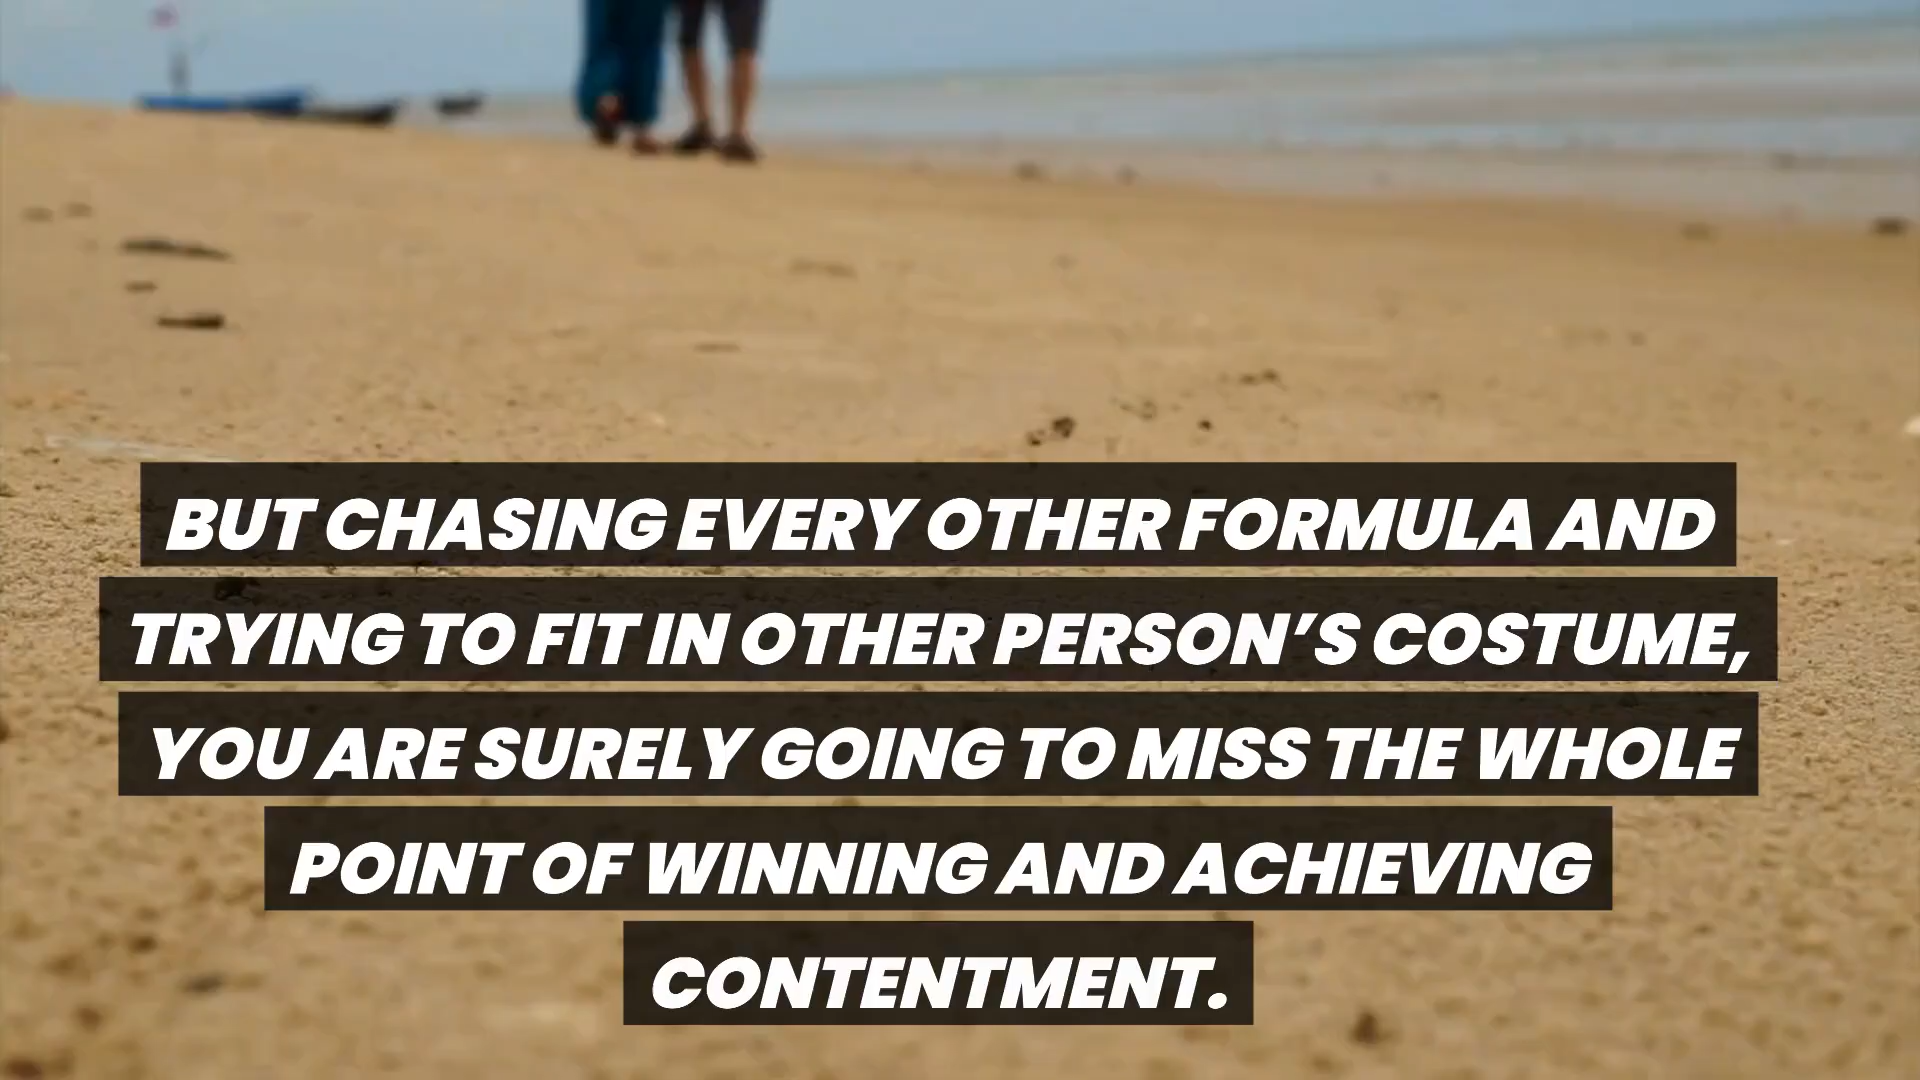 BUT CHASING EVERY OTHER FORMULA AND
TRYING TO FIT IN OTHER PERSON’S COSTUME,
YOU ARE SURELY GOING TO MISS THE WHOLE
POINT OF WINNING AND ACHIEVING
CONTENTMENT.